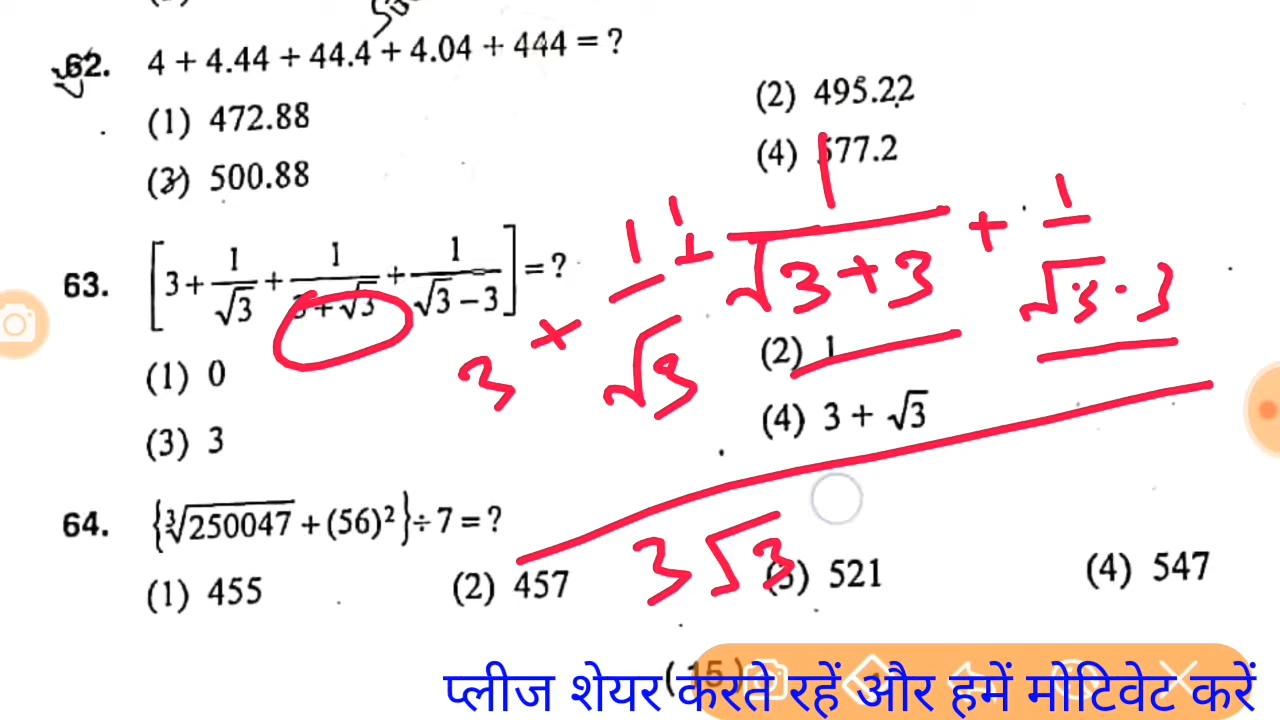 62. 4 + 4.44 + 44.4 + 4.04 + 444 = ?
(1) 472.88 (2) 495.22
(3) 500.88 (4) 577.2
63. [3 + 1/√3 + 1/(3 + √3) + 1/(√3 − 3)] = ?
(1) 0 (2) 1
(3) 3 (4) 3 + √3
3 × 1/√3 1/√3+3 + 1/√3-3
3√3
64. {∛250047 + (56)² } ÷ 7 = ?
(1) 455 (2) 457 (3) 521 (4) 547
(15)
प्लीज शेयर करते रहें और हमें मोटिवेट करें